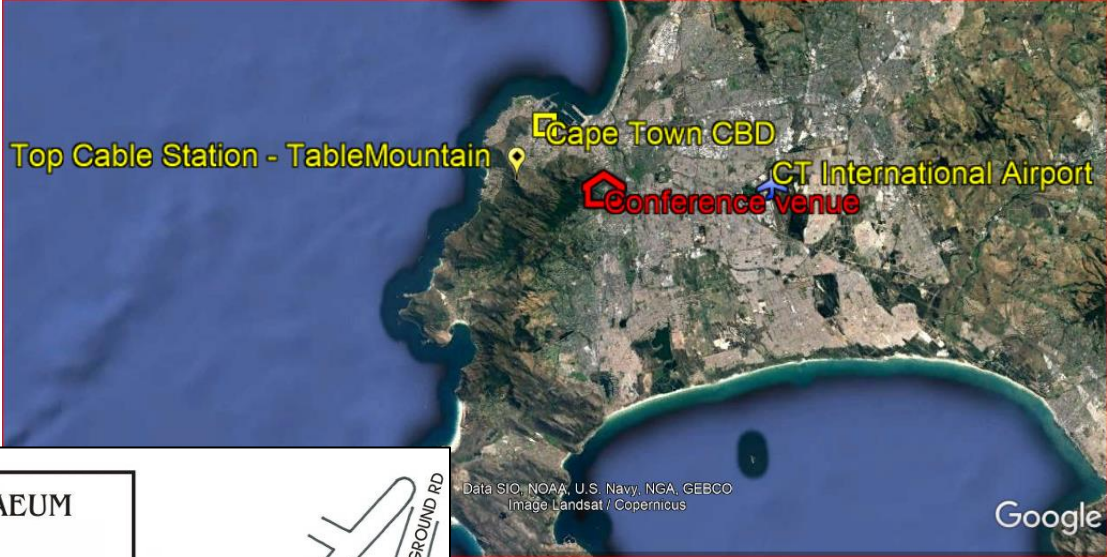 Cape Town CBD
Top Cable Station - TableMountain
CT International Airport
Conference venue
Data SIO, NOAA, U.S. Navy, NGA, GEBCO
Image Landsat / Copernicus
Google
AEUM
GROUND RD